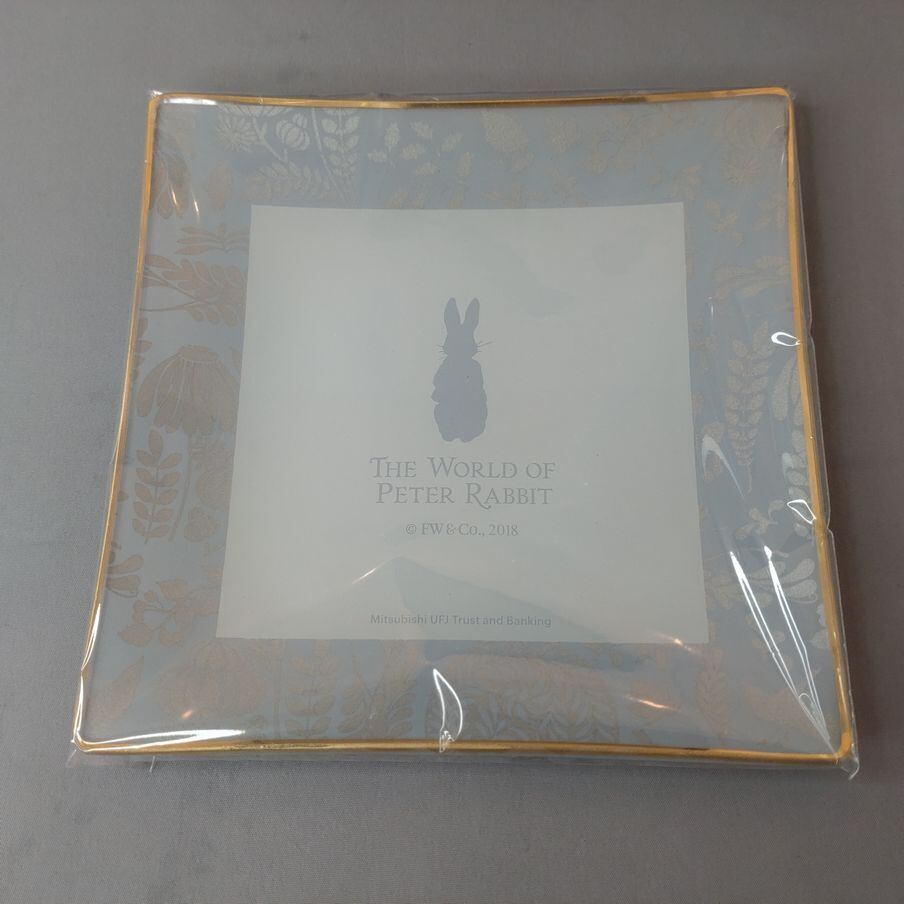 The World of
Peter Rabbit
© FW & Co., 2018
Mitsubishi UFJ Trust and Banking